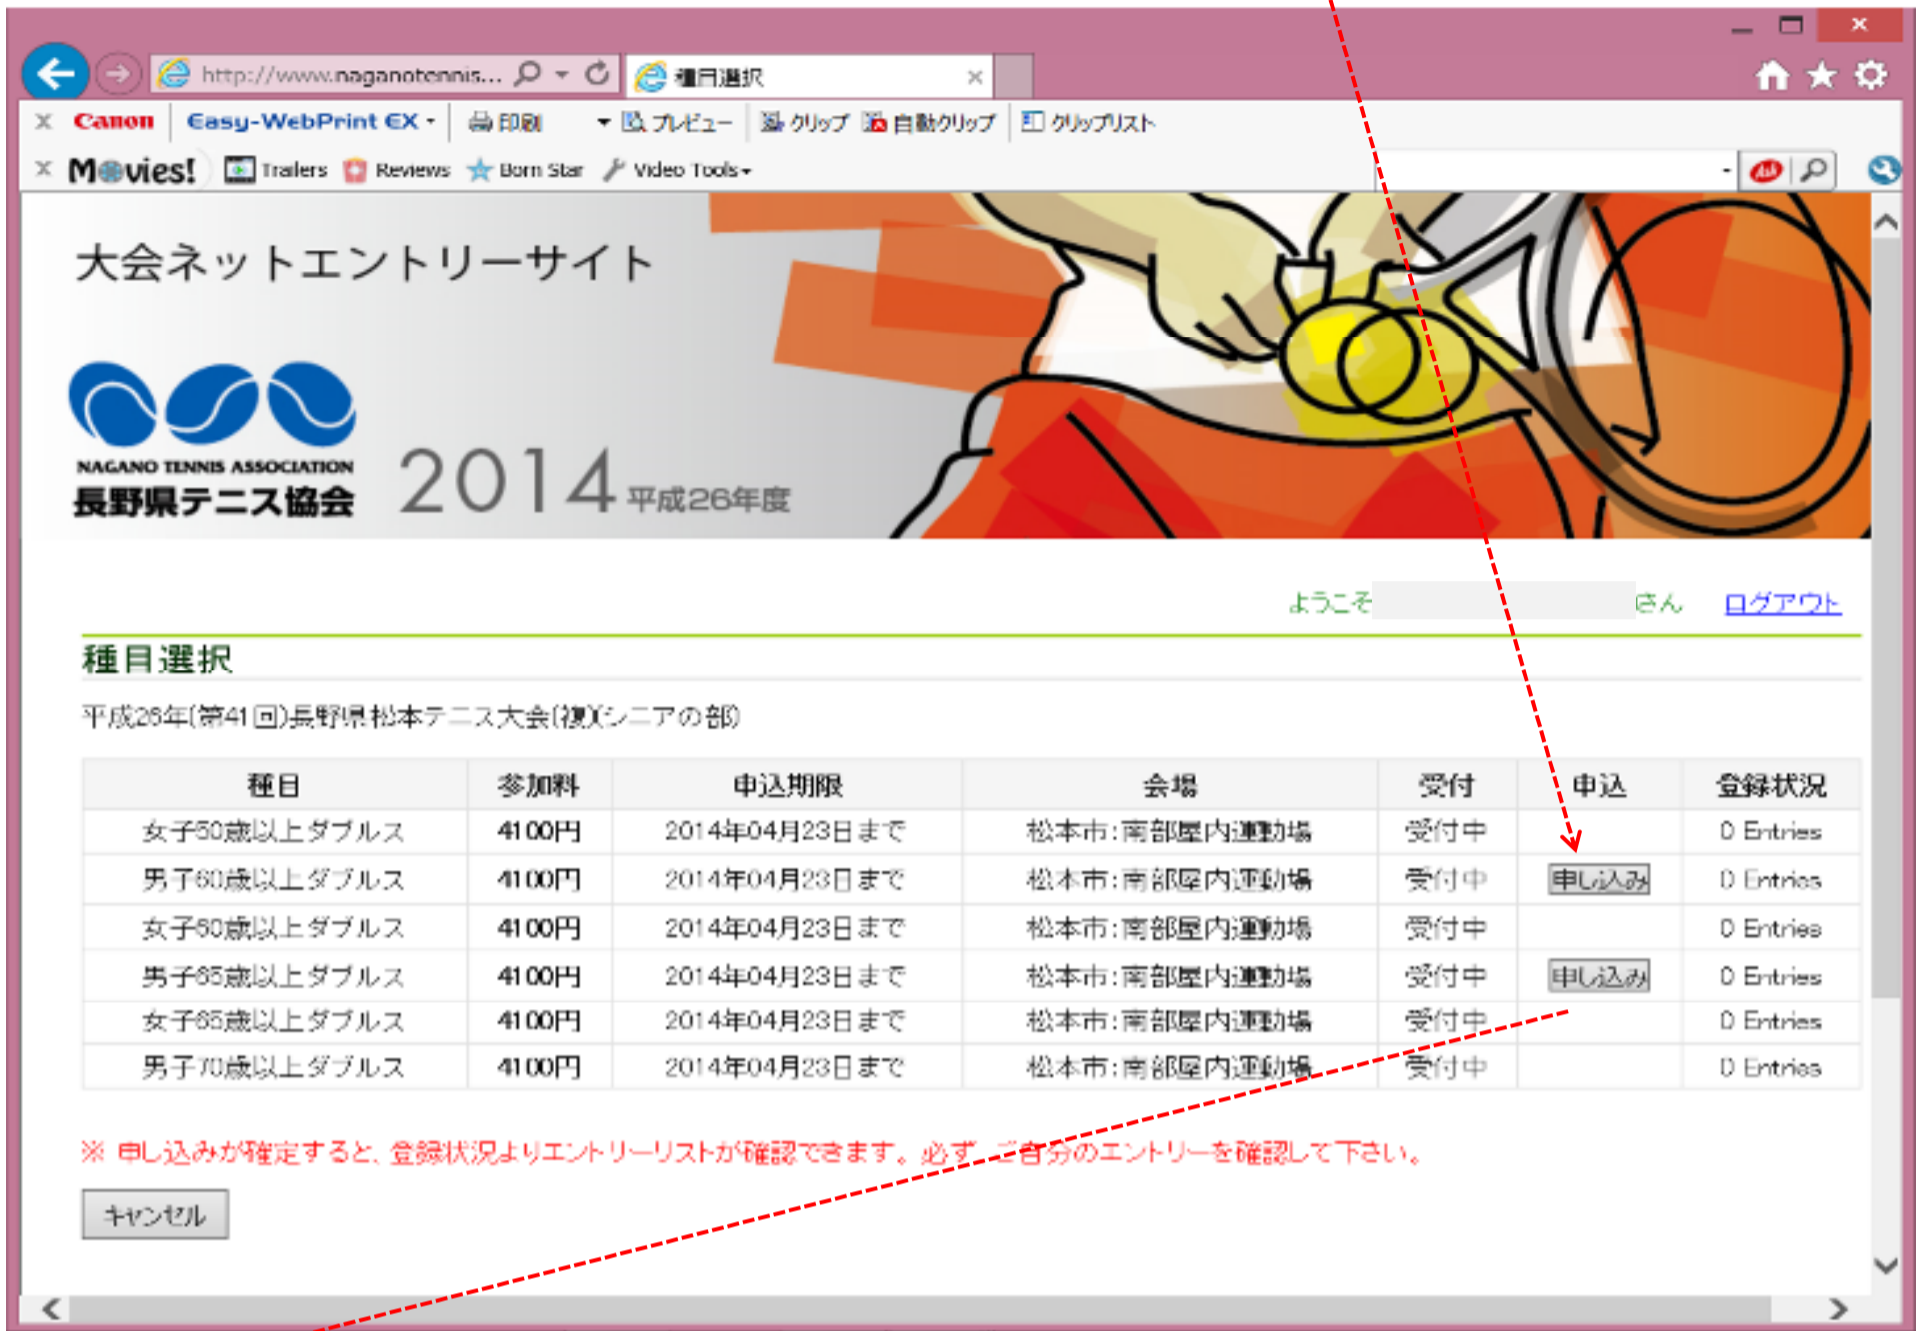 http://www.naganotennis... 種目選択
Canon Easy-WebPrint EX 印刷 プレビュー クリップ 自動クリップ クリップリスト
Movies! Trailers Reviews Born Star Video Tools Ask
大会ネットエントリーサイト
NAGANO TENNIS ASSOCIATION
長野県テニス協会 2014 平成26年度
ようこそ さん ログアウト
種目選択
平成26年(第41回)長野県松本テニス大会(複)(シニアの部)
種目 参加料 申込期限 会場 受付 申込 登録状況
女子50歳以上ダブルス 4100円 2014年04月23日まで 松本市:南部屋内運動場 受付中 0 Entries
男子60歳以上ダブルス 4100円 2014年04月23日まで 松本市:南部屋内運動場 受付中 申し込み 0 Entries
女子60歳以上ダブルス 4100円 2014年04月23日まで 松本市:南部屋内運動場 受付中 0 Entries
男子65歳以上ダブルス 4100円 2014年04月23日まで 松本市:南部屋内運動場 受付中 申し込み 0 Entries
女子65歳以上ダブルス 4100円 2014年04月23日まで 松本市:南部屋内運動場 受付中 0 Entries
男子70歳以上ダブルス 4100円 2014年04月23日まで 松本市:南部屋内運動場 受付中 0 Entries
※ 申し込みが確定すると、登録状況よりエントリーリストが確認できます。必ず、ご自分のエントリーを確認して下さい。
キャンセル